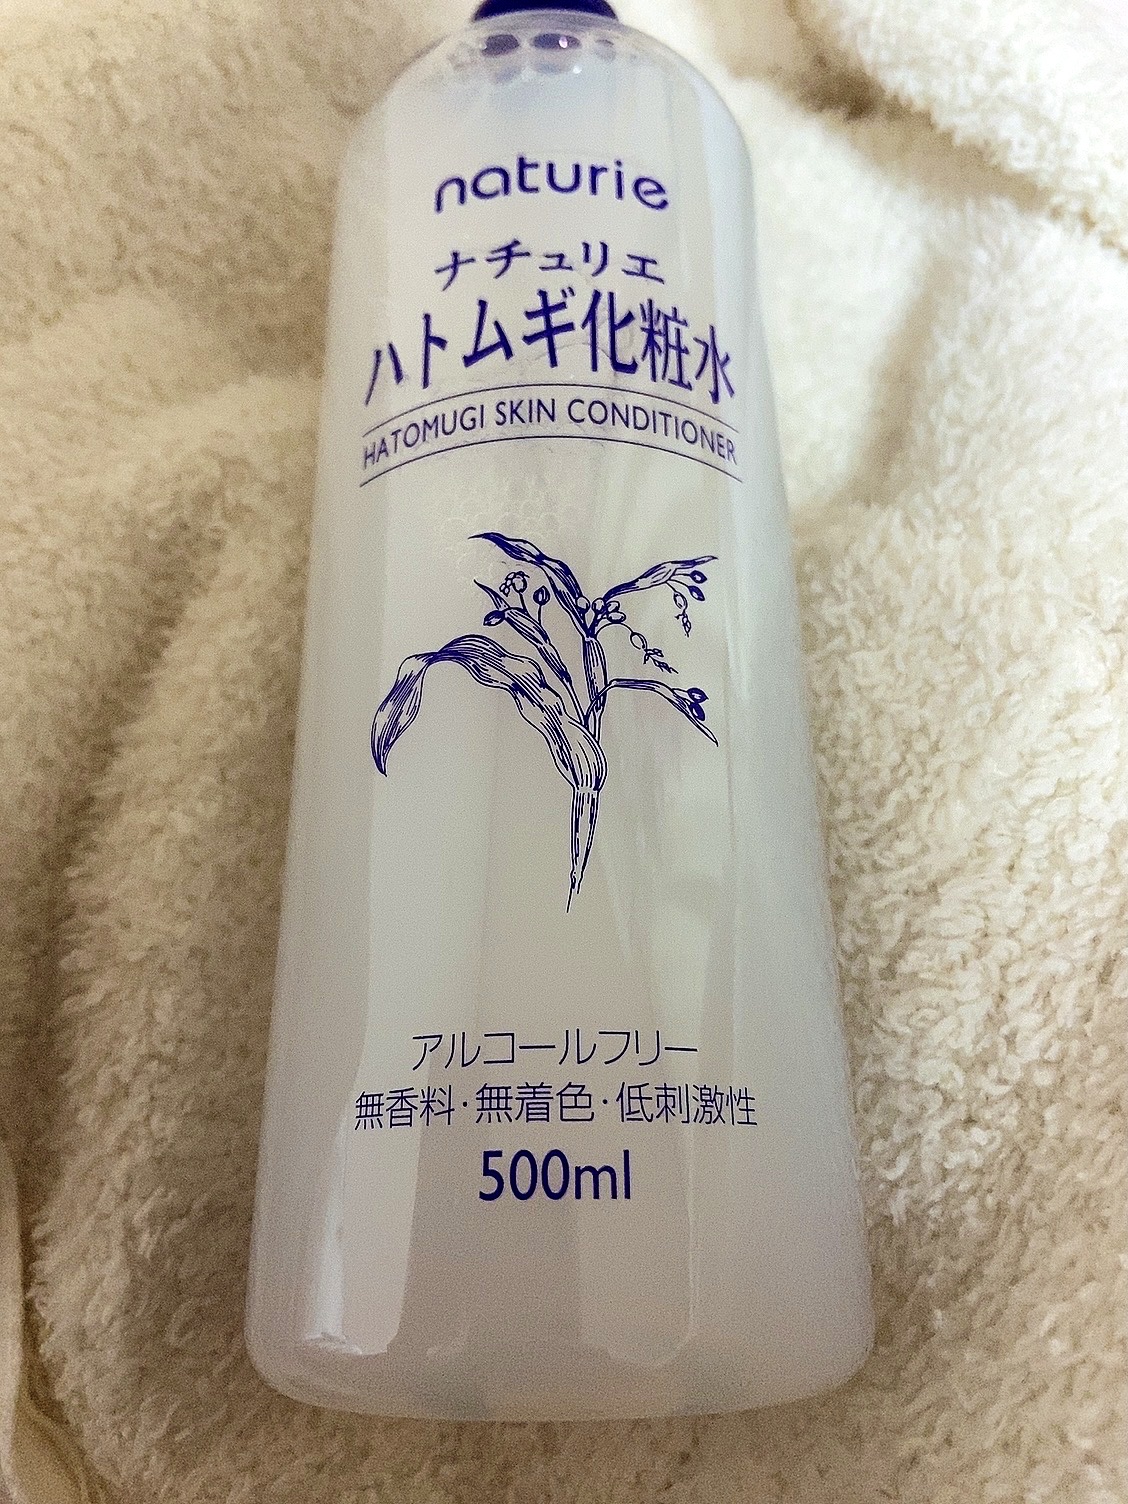 naturie
ナチュリエ
ハトムギ化粧水
HATOMUGI SKIN CONDITIONER
アルコールフリー
無香料・無着色・低刺激性
500ml